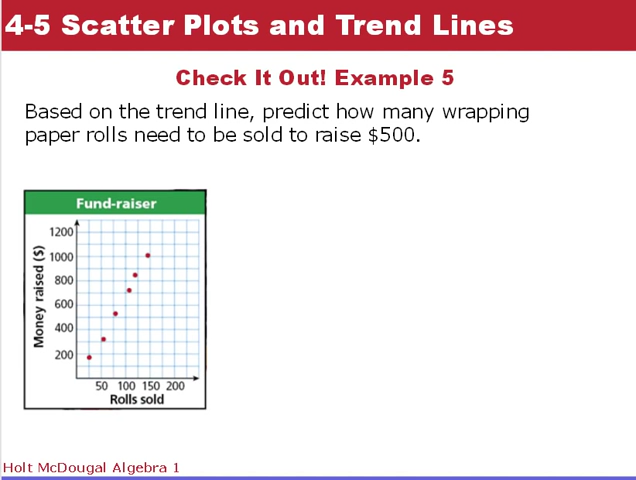 4-5 Scatter Plots and Trend Lines
Check It Out! Example 5
Based on the trend line, predict how many wrapping
paper rolls need to be sold to raise $500.
Fund-raiser
Money raised ($)
1200
1000
800
600
400
200
50 100 150 200
Rolls sold
Holt McDougal Algebra 1